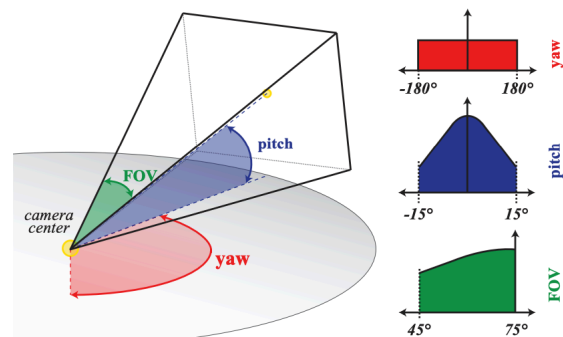 FOV
pitch
camera
center
yaw
-180°
180°
yaw
-15°
15°
pitch
45°
75°
FOV